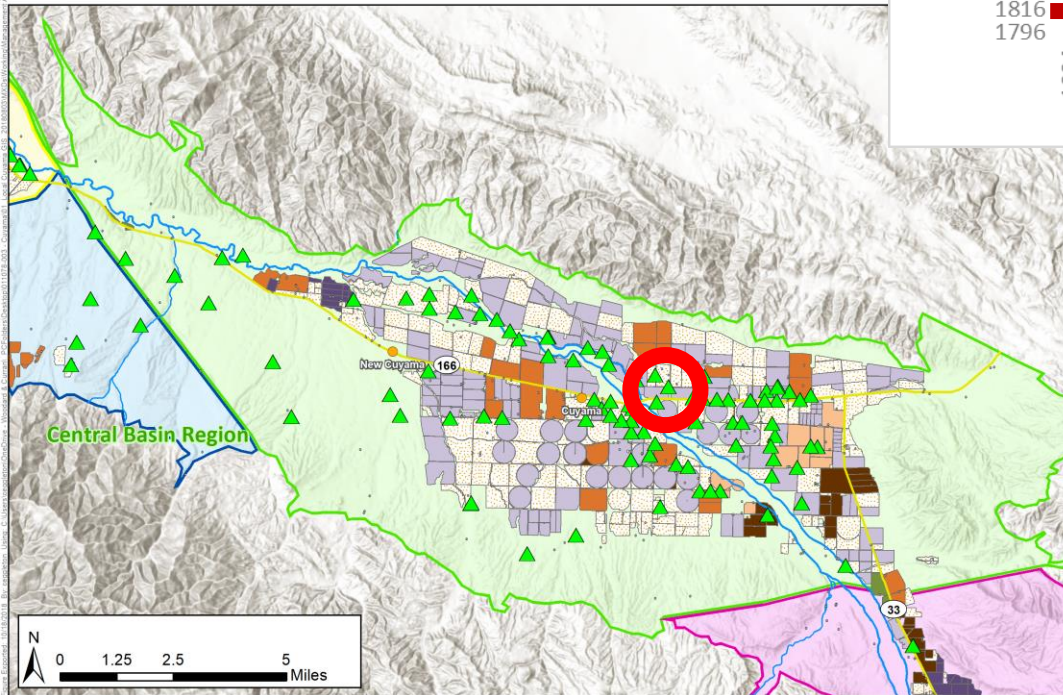 1816
1796
New Cuyama
166
Cuyama
Central Basin Region
33
N
0 1.25 2.5 5
Miles